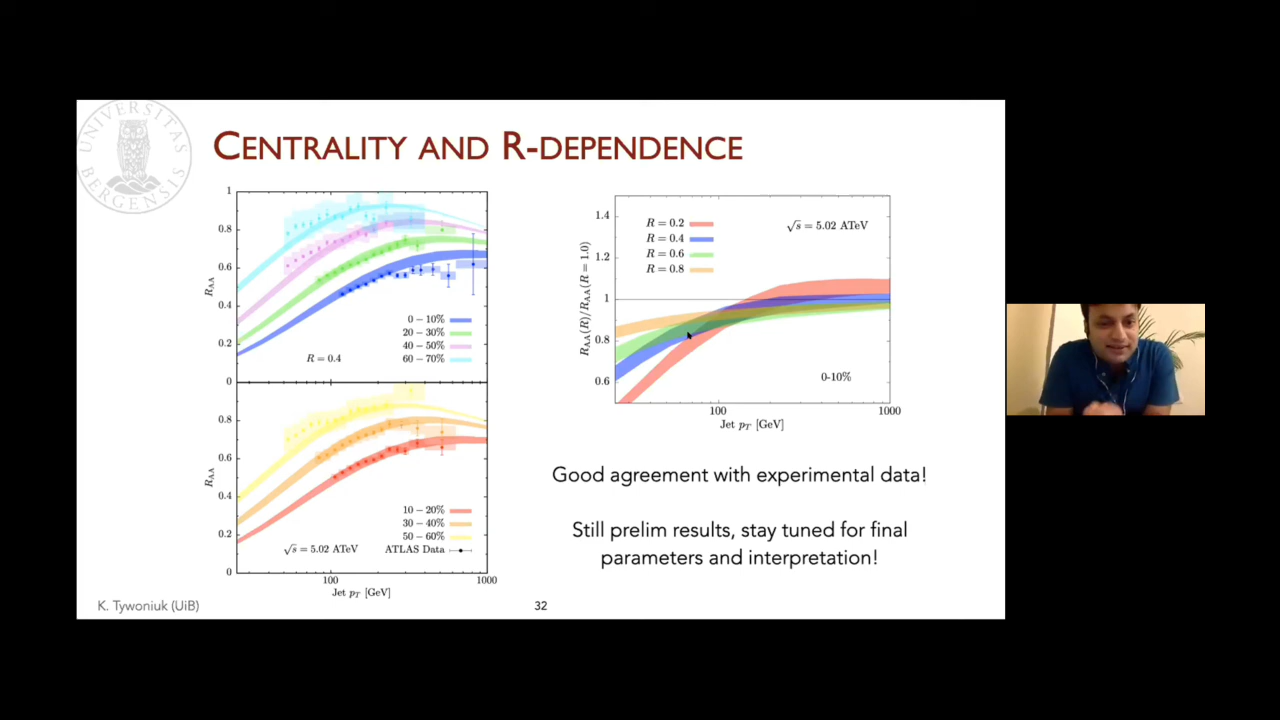 UNIVERSITAS BERGENSIS
CENTRALITY AND R-DEPENDENCE
1
0.8
0.6
0.4
0.2
0
R_AA
0 − 10%
20 − 30%
40 − 50%
60 − 70%
R = 0.4
0.8
0.6
0.4
0.2
0
R_AA
10 − 20%
30 − 40%
50 − 60%
√s = 5.02 ATeV
ATLAS Data
100
1000
Jet p_T [GeV]
1.4
1.2
1
0.8
0.6
R_AA(R)/R_AA(R = 1.0)
R = 0.2
R = 0.4
R = 0.6
R = 0.8
√s = 5.02 ATeV
0-10%
100
1000
Jet p_T [GeV]
Good agreement with experimental data!
Still prelim results, stay tuned for final
parameters and interpretation!
K. Tywoniuk (UiB)
32